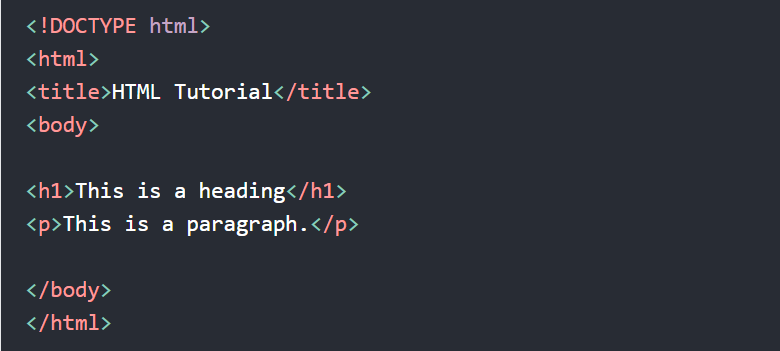 <!DOCTYPE html>
<html>
<title>HTML Tutorial</title>
<body>
<h1>This is a heading</h1>
<p>This is a paragraph.</p>
</body>
</html>